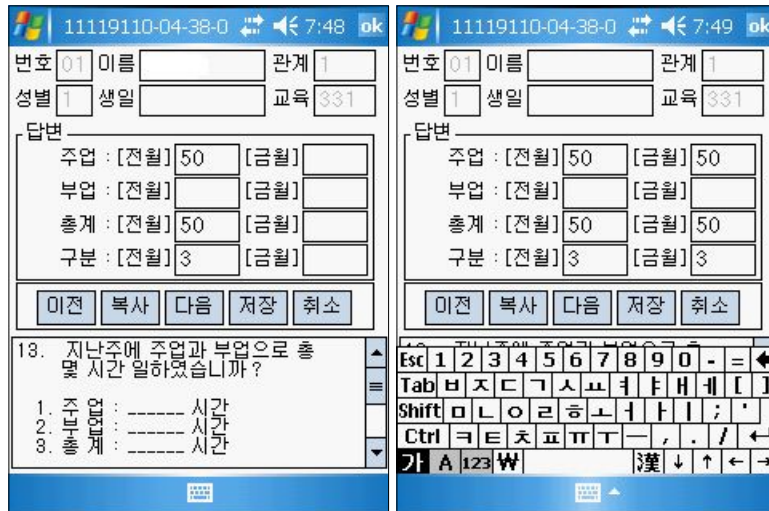 11119110-04-38-0 7:48 ok
번호 01 이름 관계 1
성별 1 생일 교육 331
답변
주업 : [전월] 50 [금월]
부업 : [전월] [금월]
총계 : [전월] 50 [금월]
구분 : [전월] 3 [금월]
이전 복사 다음 저장 취소
13. 지난주에 주업과 부업으로 총
몇 시간 일하였습니까?
1. 주 업 : ______ 시간
2. 부 업 : ______ 시간
3. 총 계 : ______ 시간
11119110-04-38-0 7:49 ok
번호 01 이름 관계 1
성별 1 생일 교육 331
답변
주업 : [전월] 50 [금월] 50
부업 : [전월] [금월]
총계 : [전월] 50 [금월] 50
구분 : [전월] 3 [금월] 3
이전 복사 다음 저장 취소
Esc 1 2 3 4 5 6 7 8 9 0 - = 
Tab ㅂ ㅈ ㄷ ㄱ ㅅ ㅛ ㅕ ㅑ ㅐ ㅔ [ ]
Shift ㅁ ㄴ ㅇ ㄹ ㅎ ㅗ ㅓ ㅏ ㅣ ; '
Ctrl ㅋ ㅌ ㅊ ㅍ ㅠ ㅜ ㅡ , . / ↵
가 A 123 ₩ 漢 ↓ ↑ ← →